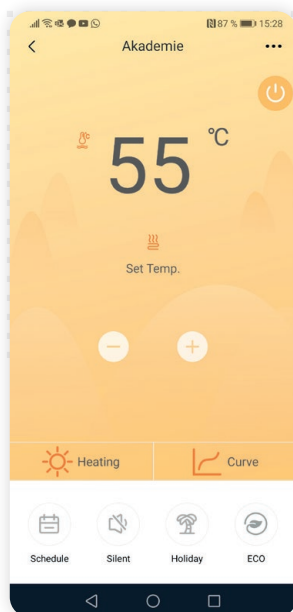 87 % 15:28
Akademie
55 °C
Set Temp.
Heating
Curve
Schedule
Silent
Holiday
ECO